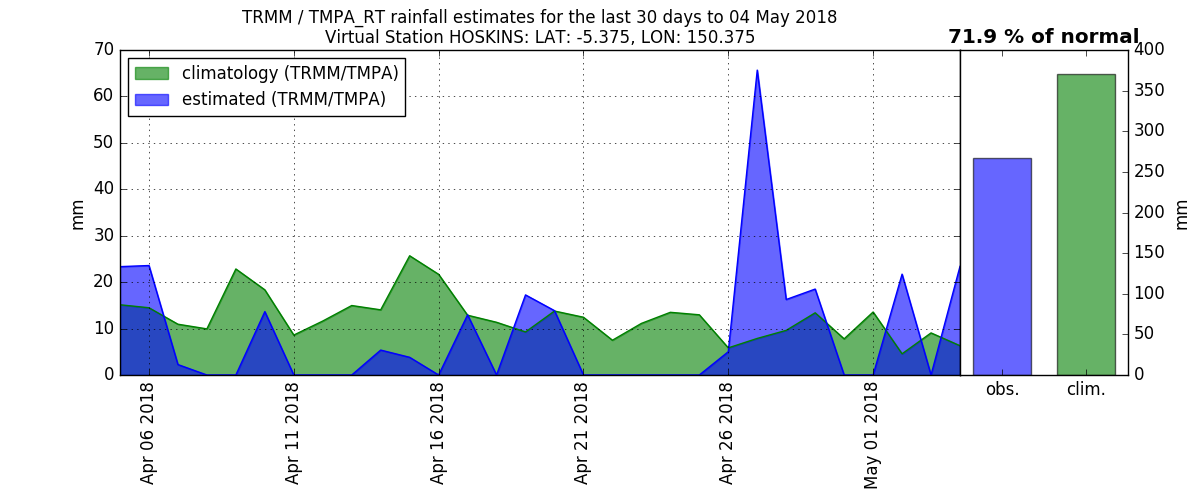 TRMM / TMPA_RT rainfall estimates for the last 30 days to 04 May 2018
Virtual Station HOSKINS: LAT: -5.375, LON: 150.375
71.9 % of normal
climatology (TRMM/TMPA)
estimated (TRMM/TMPA)
mm
70
60
50
40
30
20
10
0
Apr 06 2018
Apr 11 2018
Apr 16 2018
Apr 21 2018
Apr 26 2018
May 01 2018
400
350
300
250
200
150
100
50
0
mm
obs.
clim.